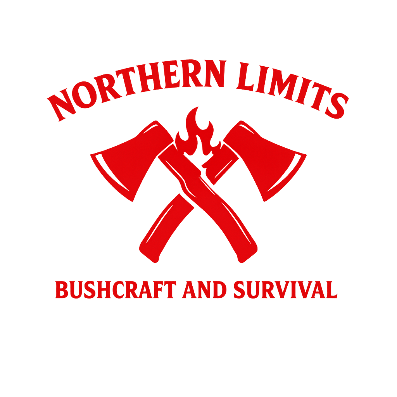 NORTHERN LIMITS
BUSHCRAFT AND SURVIVAL